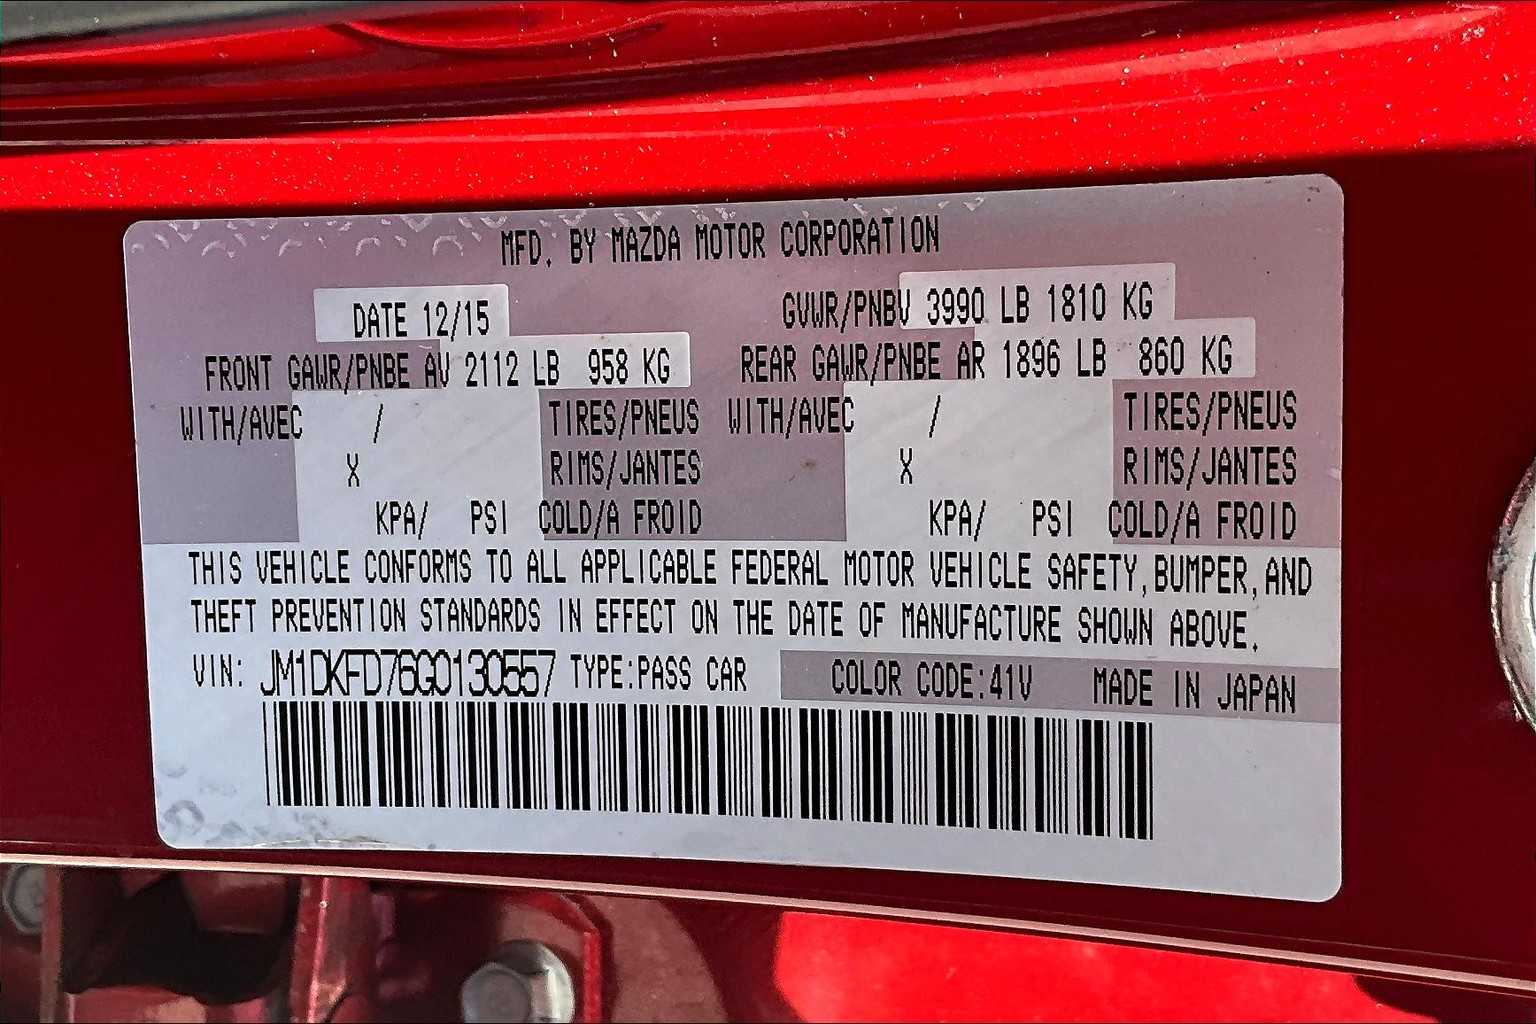 MFD. BY MAZDA MOTOR CORPORATION
DATE 12/15 GVWR/PNBV 3990 LB 1810 KG
FRONT GAWR/PNBE AV 2112 LB 958 KG REAR GAWR/PNBE AR 1896 LB 860 KG
WITH/AVEC / TIRES/PNEUS WITH/AVEC / TIRES/PNEUS
X RIMS/JANTES X RIMS/JANTES
KPA/ PSI COLD/A FROID KPA/ PSI COLD/A FROID
THIS VEHICLE CONFORMS TO ALL APPLICABLE FEDERAL MOTOR VEHICLE SAFETY,BUMPER,AND
THEFT PREVENTION STANDARDS IN EFFECT ON THE DATE OF MANUFACTURE SHOWN ABOVE.
VIN: JM1DKFD76G0130557 TYPE:PASS CAR COLOR CODE:41V MADE IN JAPAN